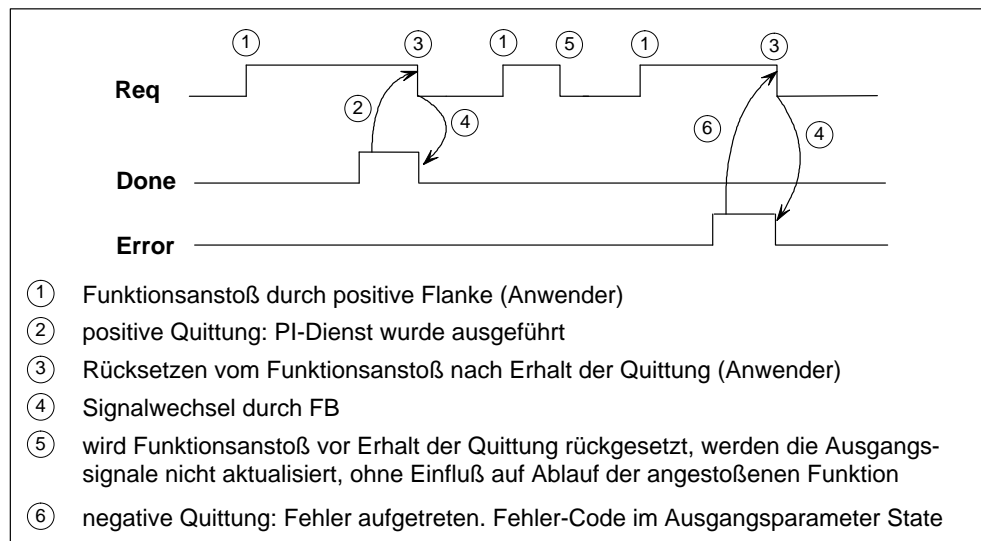 1 3 1 5 1 3
Req
2 4 6 4
Done
Error
1 Funktionsanstoß durch positive Flanke (Anwender)
2 positive Quittung: PI-Dienst wurde ausgeführt
3 Rücksetzen vom Funktionsanstoß nach Erhalt der Quittung (Anwender)
4 Signalwechsel durch FB
5 wird Funktionsanstoß vor Erhalt der Quittung rückgesetzt, werden die Ausgangs-
signale nicht aktualisiert, ohne Einfluß auf Ablauf der angestoßenen Funktion
6 negative Quittung: Fehler aufgetreten. Fehler-Code im Ausgangsparameter State